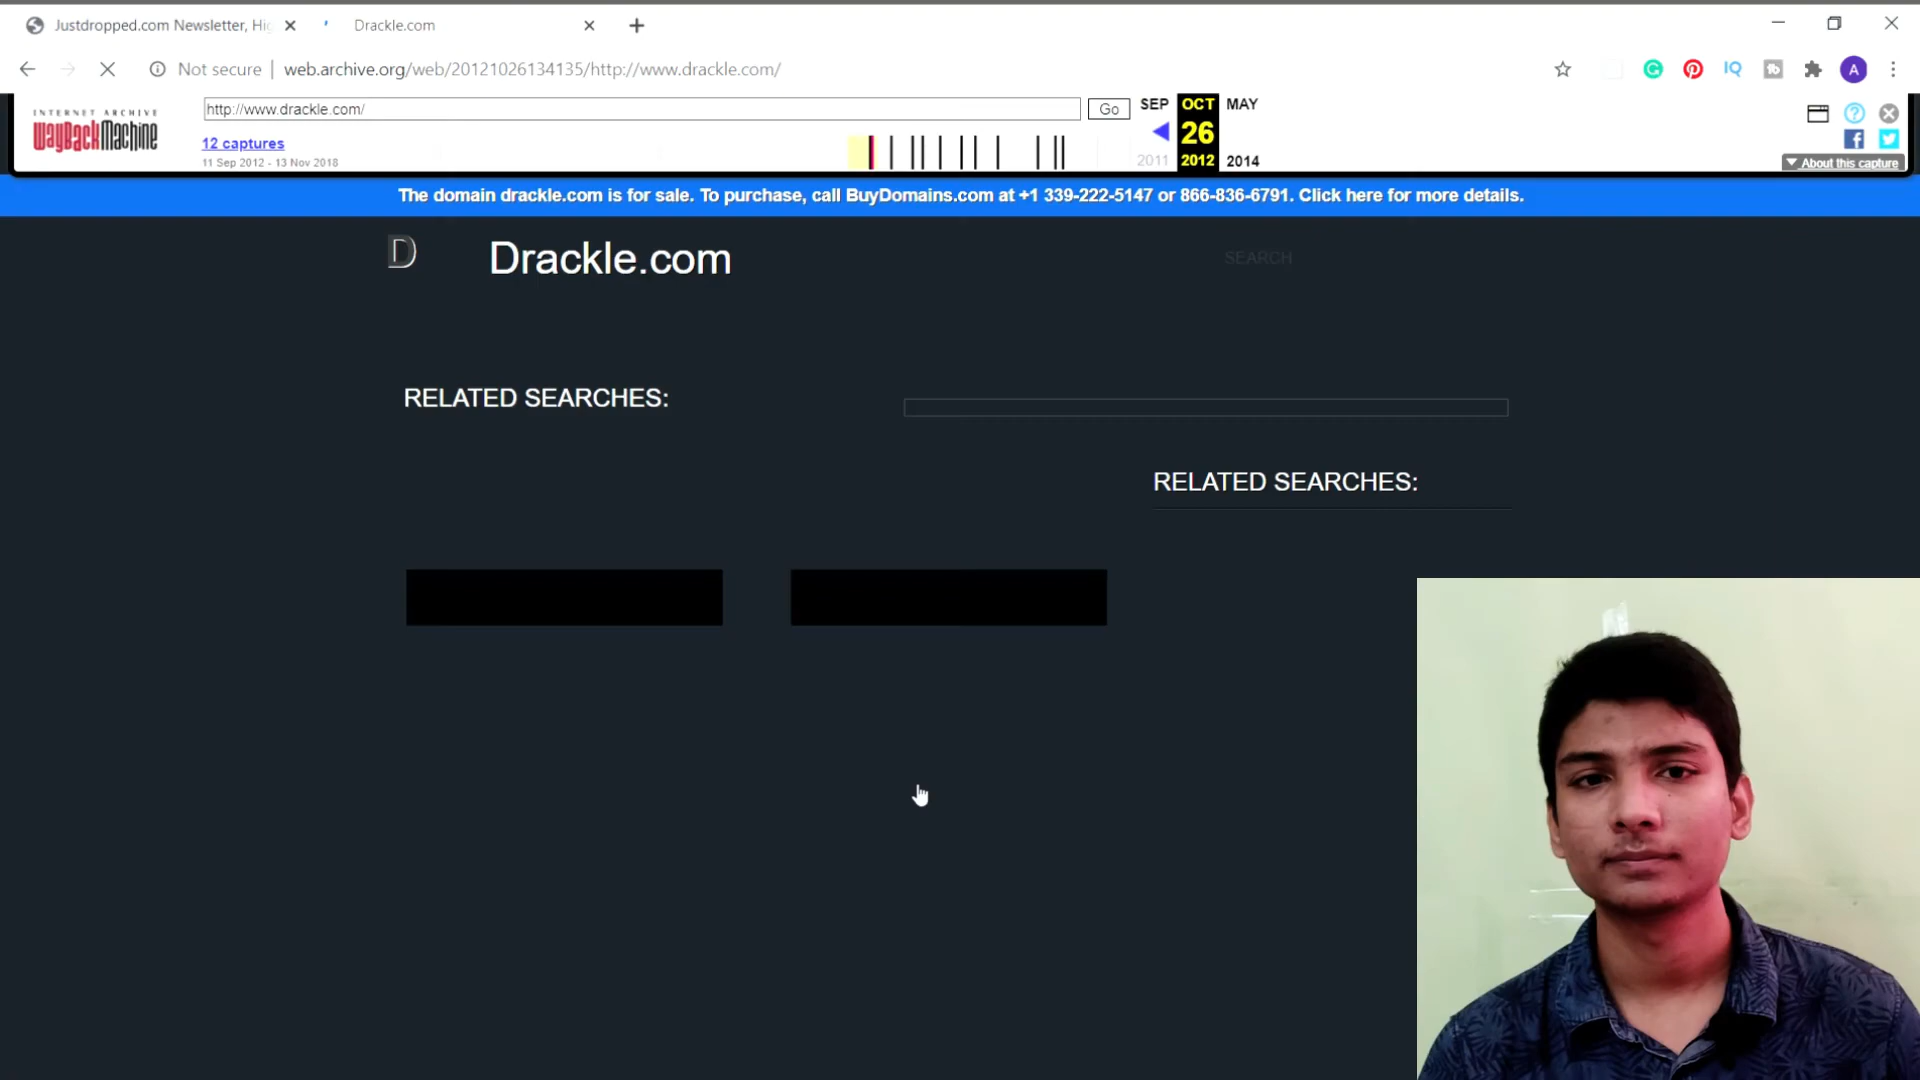 Justdropped.com Newsletter, Hi
Drackle.com
Not secure
web.archive.org/web/20121026134135/http://www.drackle.com/
IQ
A
INTERNET ARCHIVE
WayBackMachine
http://www.drackle.com/
Go
SEP
OCT
MAY
12 captures
26
11 Sep 2012 - 13 Nov 2018
2011
2012
2014
About this capture
The domain drackle.com is for sale. To purchase, call BuyDomains.com at +1 339-222-5147 or 866-836-6791. Click here for more details.
D
Drackle.com
SEARCH
RELATED SEARCHES:
RELATED SEARCHES: